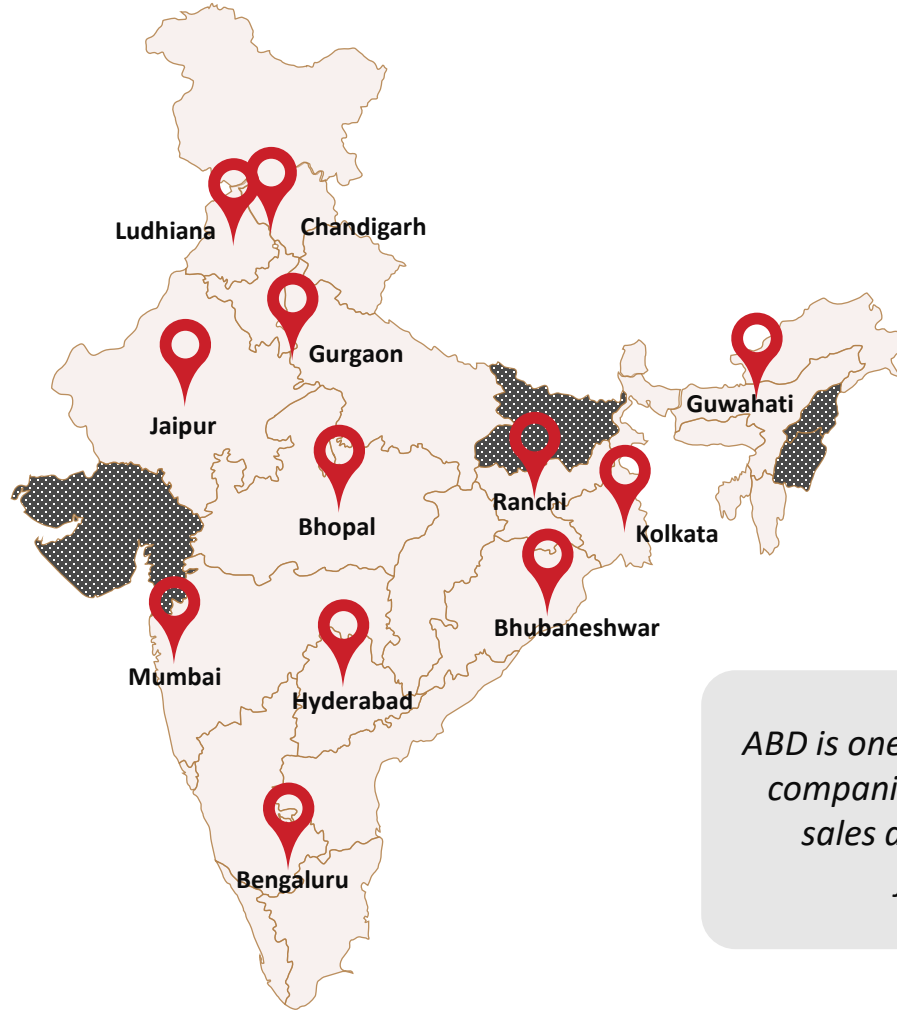 Ludhiana
Chandigarh
Gurgaon
Jaipur
Guwahati
Bhopal
Ranchi
Kolkata
Bhubaneshwar
Mumbai
Hyderabad
Bengaluru
ABD is one
compani
sales a